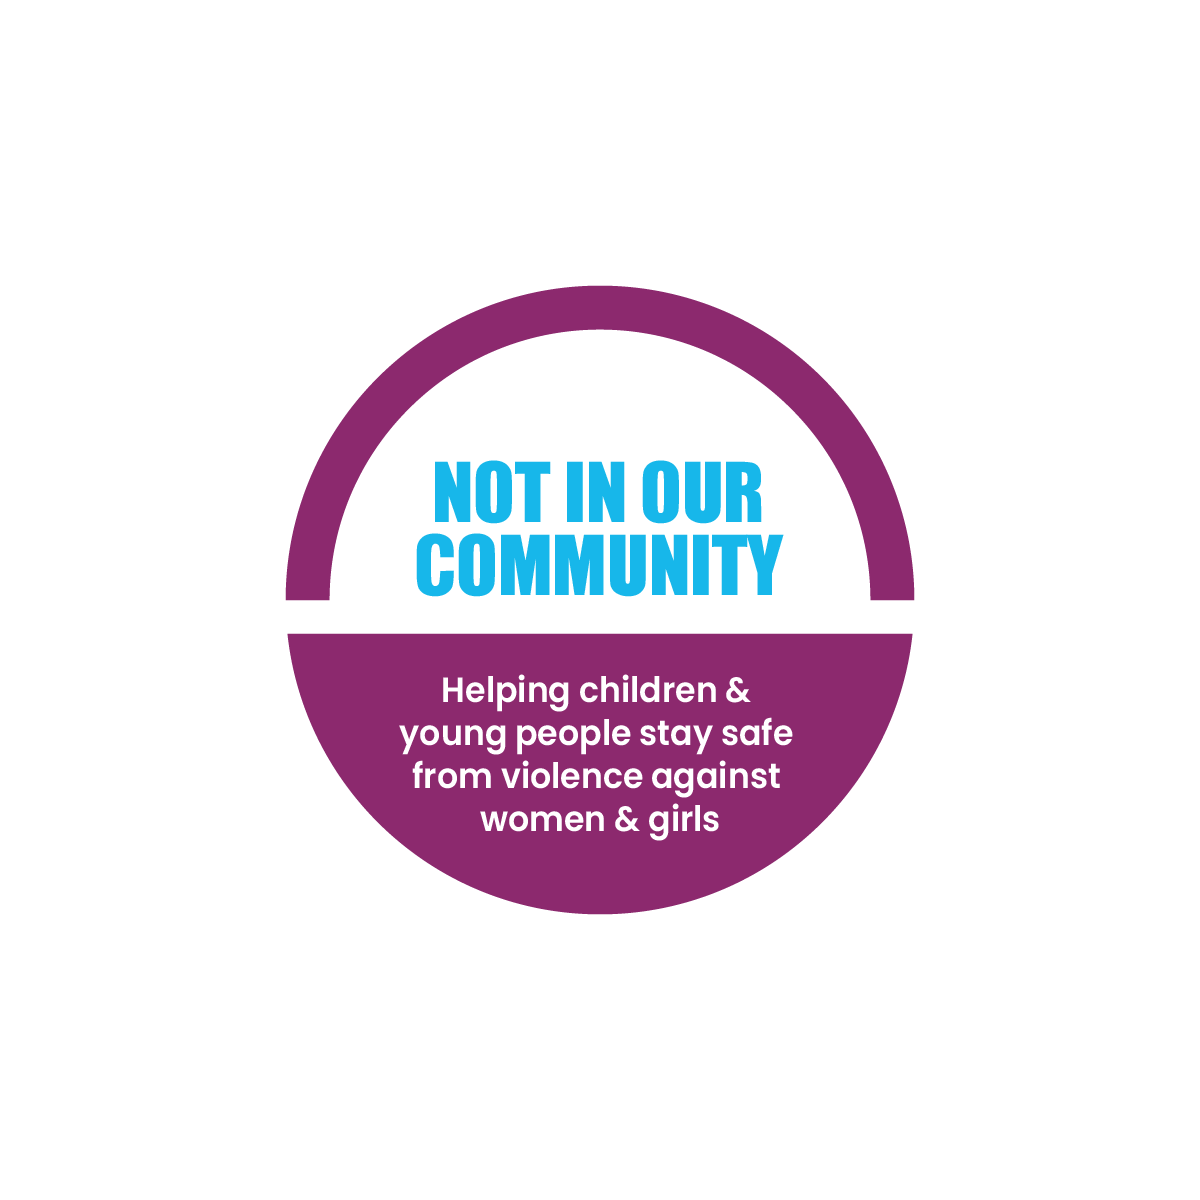 NOT IN OUR
COMMUNITY
Helping children &
young people stay safe
from violence against
women & girls